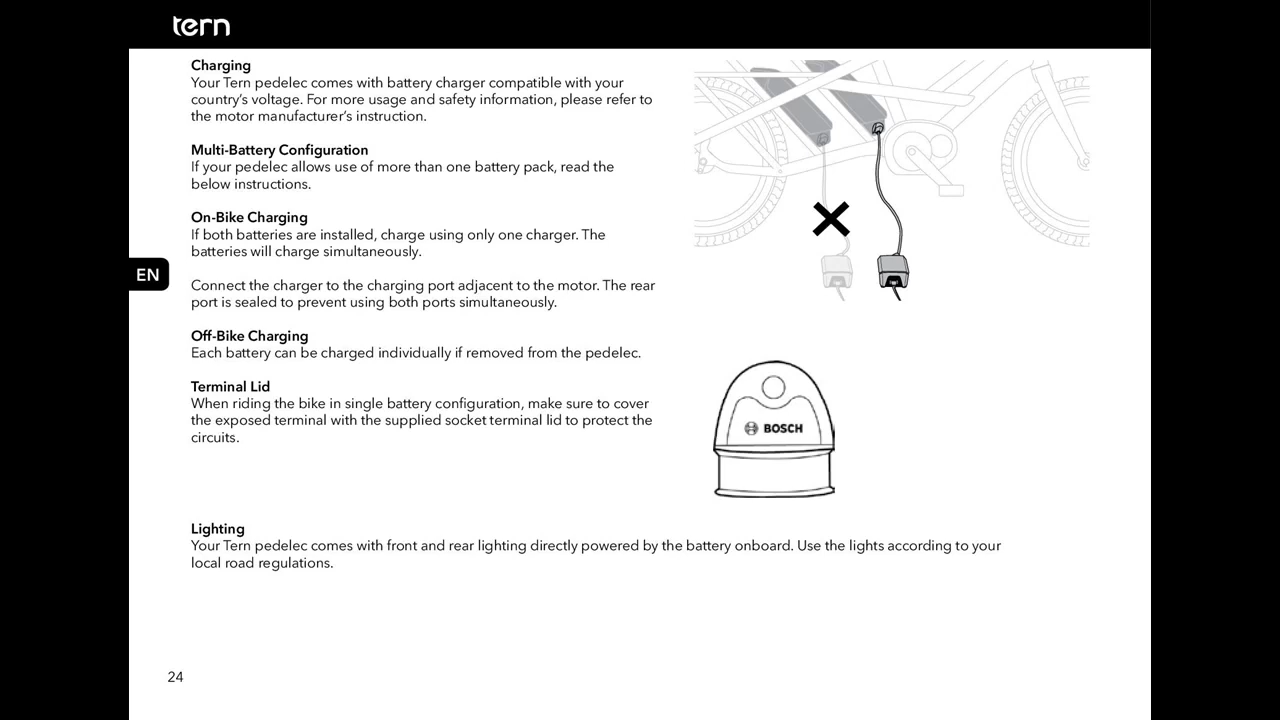 tern
Charging
Your Tern pedelec comes with battery charger compatible with your
country’s voltage. For more usage and safety information, please refer to
the motor manufacturer’s instruction.
Multi-Battery Configuration
If your pedelec allows use of more than one battery pack, read the
below instructions.
On-Bike Charging
If both batteries are installed, charge using only one charger. The
batteries will charge simultaneously.
EN
Connect the charger to the charging port adjacent to the motor. The rear
port is sealed to prevent using both ports simultaneously.
Off-Bike Charging
Each battery can be charged individually if removed from the pedelec.
Terminal Lid
When riding the bike in single battery configuration, make sure to cover
the exposed terminal with the supplied socket terminal lid to protect the
circuits.
BOSCH
Lighting
Your Tern pedelec comes with front and rear lighting directly powered by the battery onboard. Use the lights according to your
local road regulations.
24